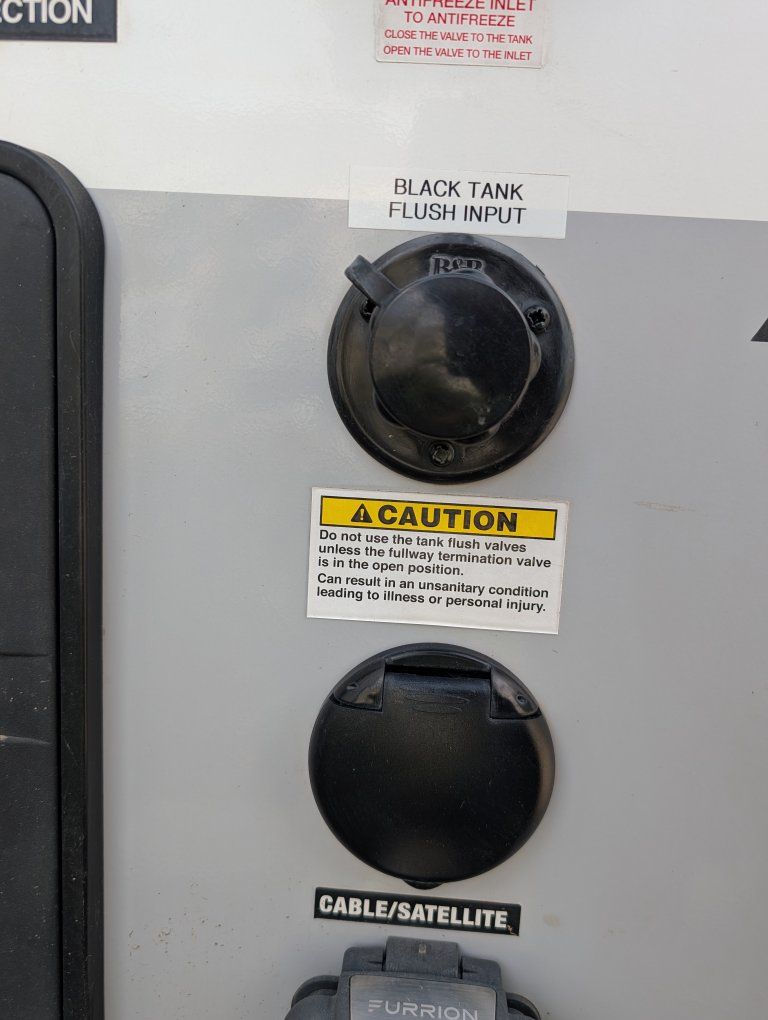 CTION
ANTIFREEZE INLET
TO ANTIFREEZE
CLOSE THE VALVE TO THE TANK
OPEN THE VALVE TO THE INLET
BLACK TANK
FLUSH INPUT
B&B
CAUTION
Do not use the tank flush valves
unless the fullway termination valve
is in the open position.
Can result in an unsanitary condition
leading to illness or personal injury.
CABLE/SATELLITE
FURRION